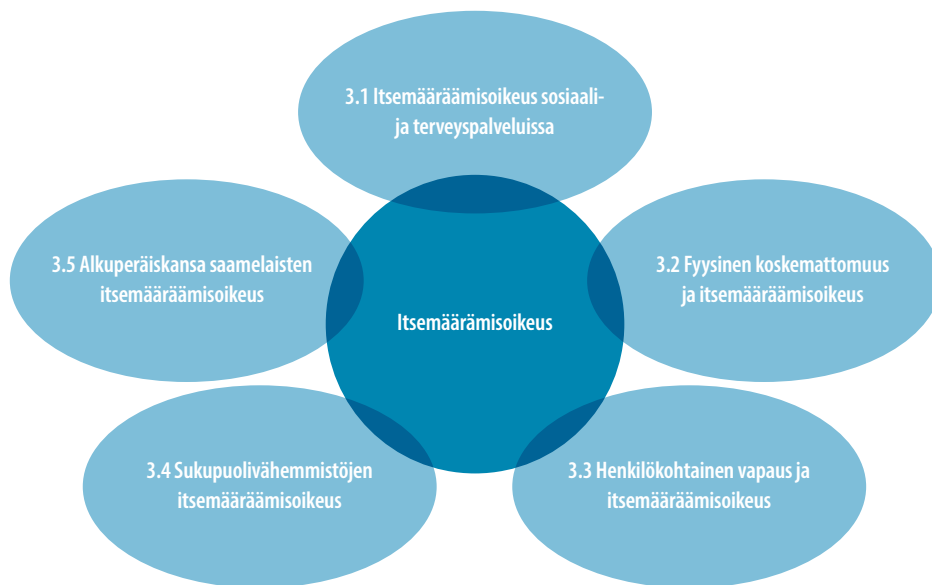 3.1 Itsemääräämisoikeus sosiaali-
ja terveyspalveluissa
3.5 Alkuperäiskansa saamelaisten
itsemääräämisoikeus
3.2 Fyysinen koskemattomuus
ja itsemääräämisoikeus
Itsemäärämisoikeus
3.4 Sukupuolivähemmistöjen
itsemääräämisoikeus
3.3 Henkilökohtainen vapaus ja
itsemääräämisoikeus